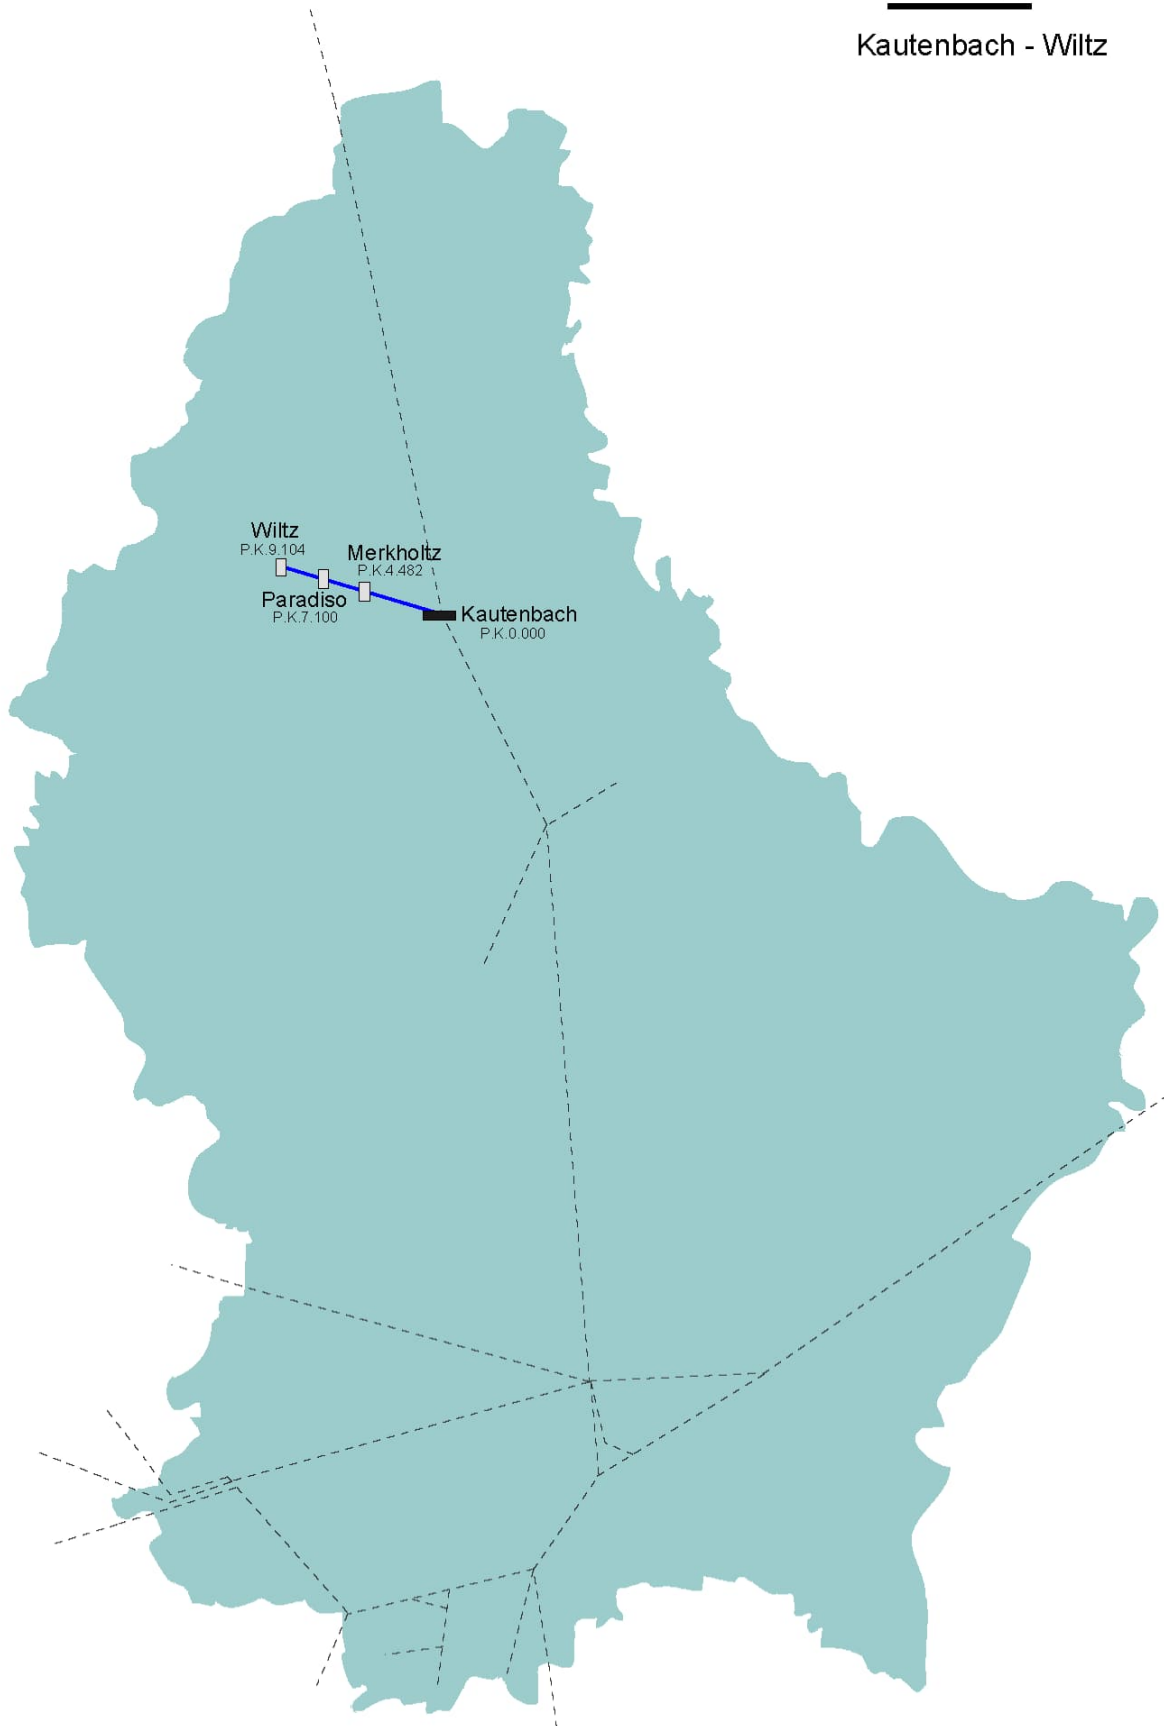 Kautenbach - Wiltz
Wiltz
P.K.9.104
Merkholtz
P.K.4.482
Paradiso
P.K.7.100
Kautenbach
P.K.0.000